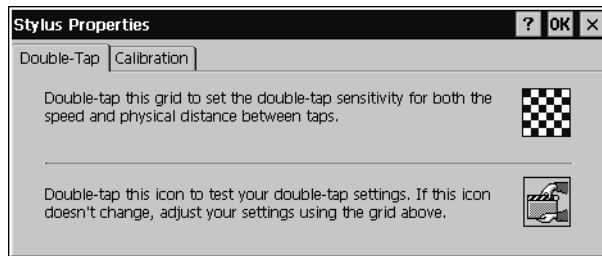 Stylus Properties ? OK ×
Double-Tap Calibration
Double-tap this grid to set the double-tap sensitivity for both the
speed and physical distance between taps.
Double-tap this icon to test your double-tap settings. If this icon
doesn't change, adjust your settings using the grid above.